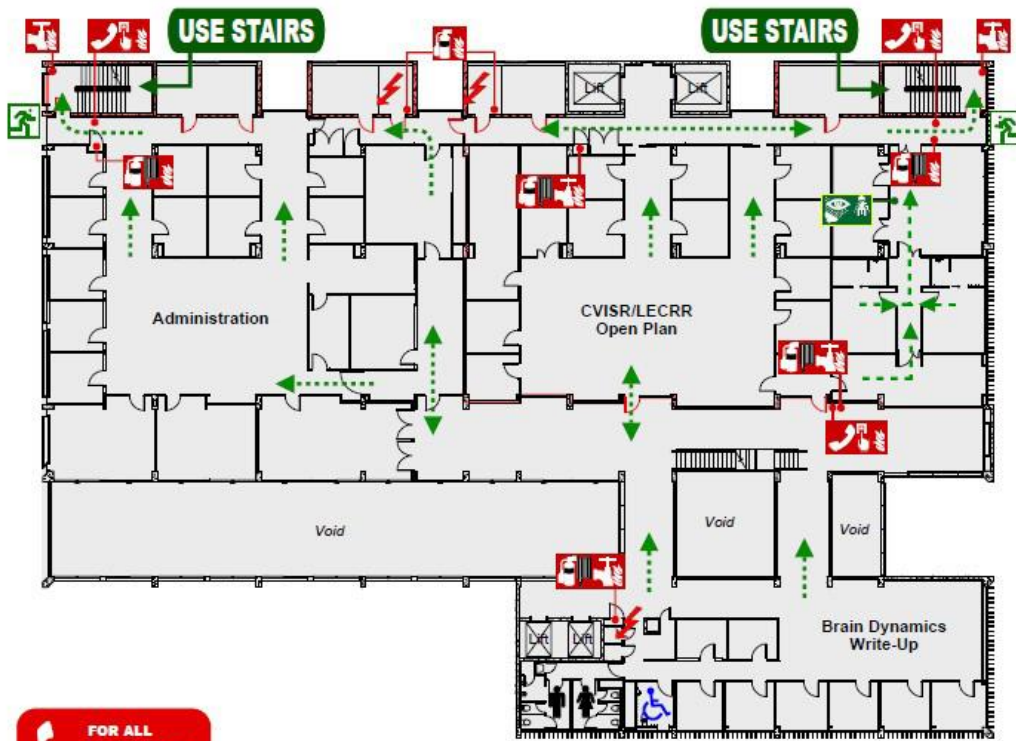 USE STAIRS
USE STAIRS
Lift
Lift
Administration
CVISR/LECRR
Open Plan
Void
Void
Void
Lift
Lift
Brain Dynamics
Write-Up
FOR ALL